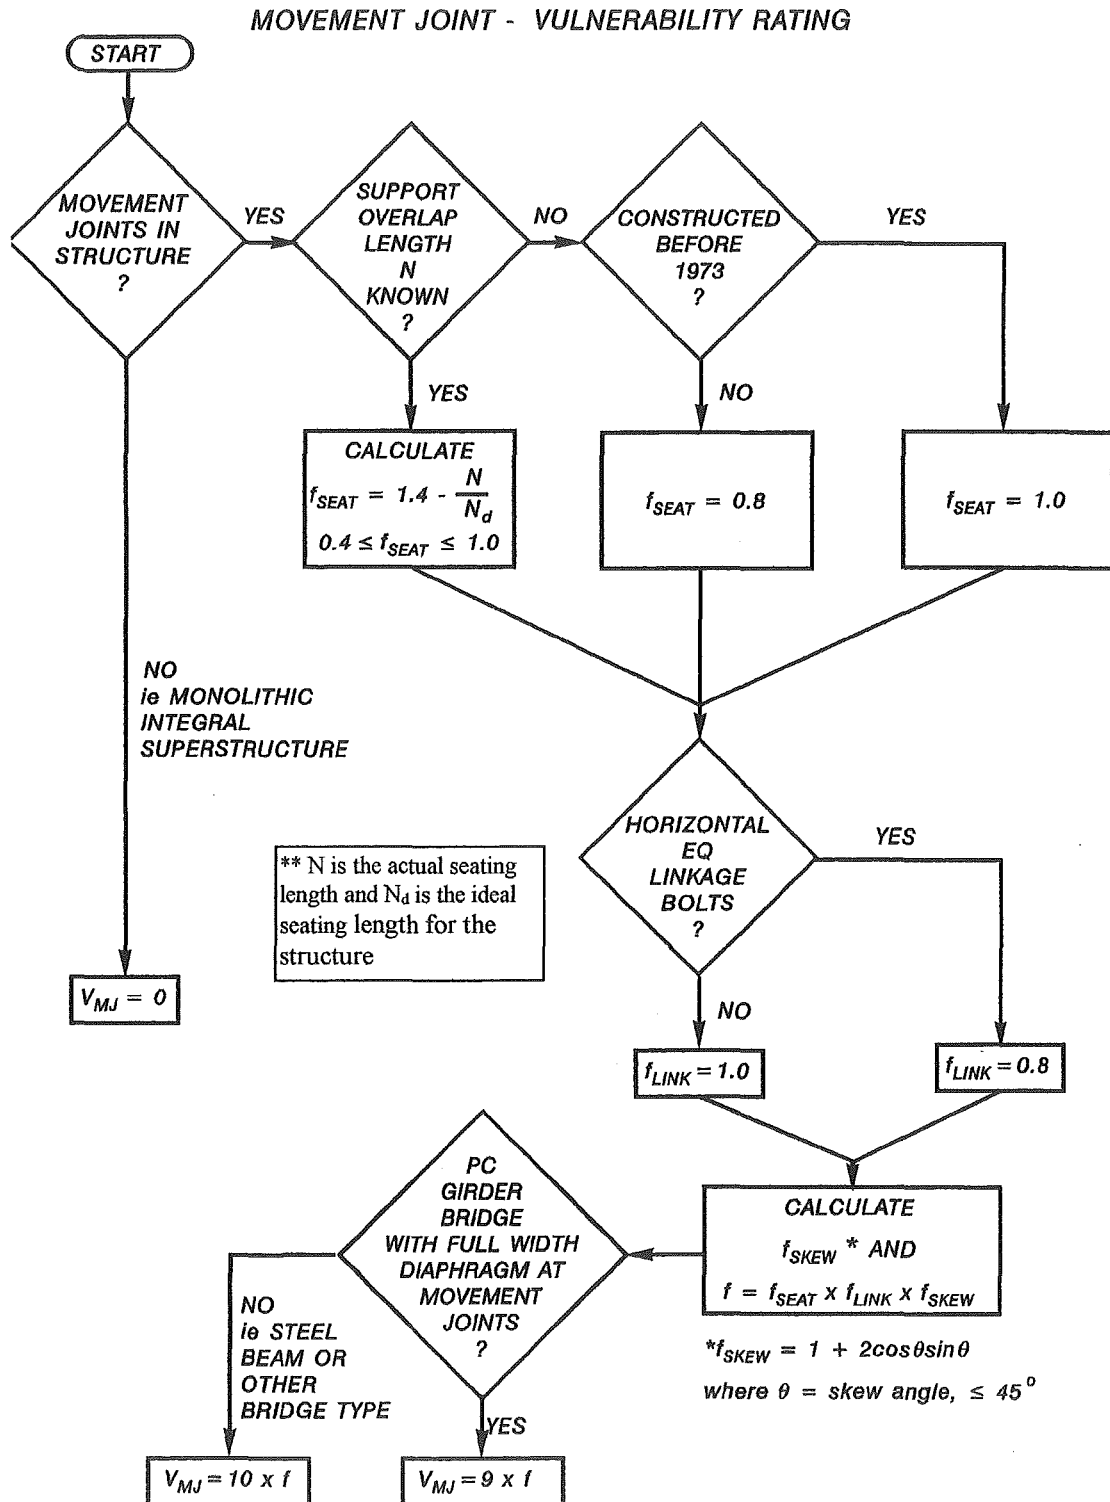 MOVEMENT JOINT - VULNERABILITY RATING
START
MOVEMENT
JOINTS IN
STRUCTURE
?
YES
SUPPORT
OVERLAP
LENGTH
N
KNOWN
?
NO
CONSTRUCTED
BEFORE
1973
?
YES
YES
NO
CALCULATE
f_SEAT = 1.4 - N/N_d
0.4 ≤ f_SEAT ≤ 1.0
f_SEAT = 0.8
f_SEAT = 1.0
NO
ie MONOLITHIC
INTEGRAL
SUPERSTRUCTURE
HORIZONTAL
EQ
LINKAGE
BOLTS
?
YES
** N is the actual seating
length and N_d is the ideal
seating length for the
structure
V_MJ = 0
NO
f_LINK = 1.0
f_LINK = 0.8
PC
GIRDER
BRIDGE
WITH FULL WIDTH
DIAPHRAGM AT
MOVEMENT
JOINTS
?
CALCULATE
f_SKEW * AND
f = f_SEAT x f_LINK x f_SKEW
*f_SKEW = 1 + 2cosθsinθ
where θ = skew angle, ≤ 45°
NO
ie STEEL
BEAM OR
OTHER
BRIDGE TYPE
YES
V_MJ = 10 x f
V_MJ = 9 x f